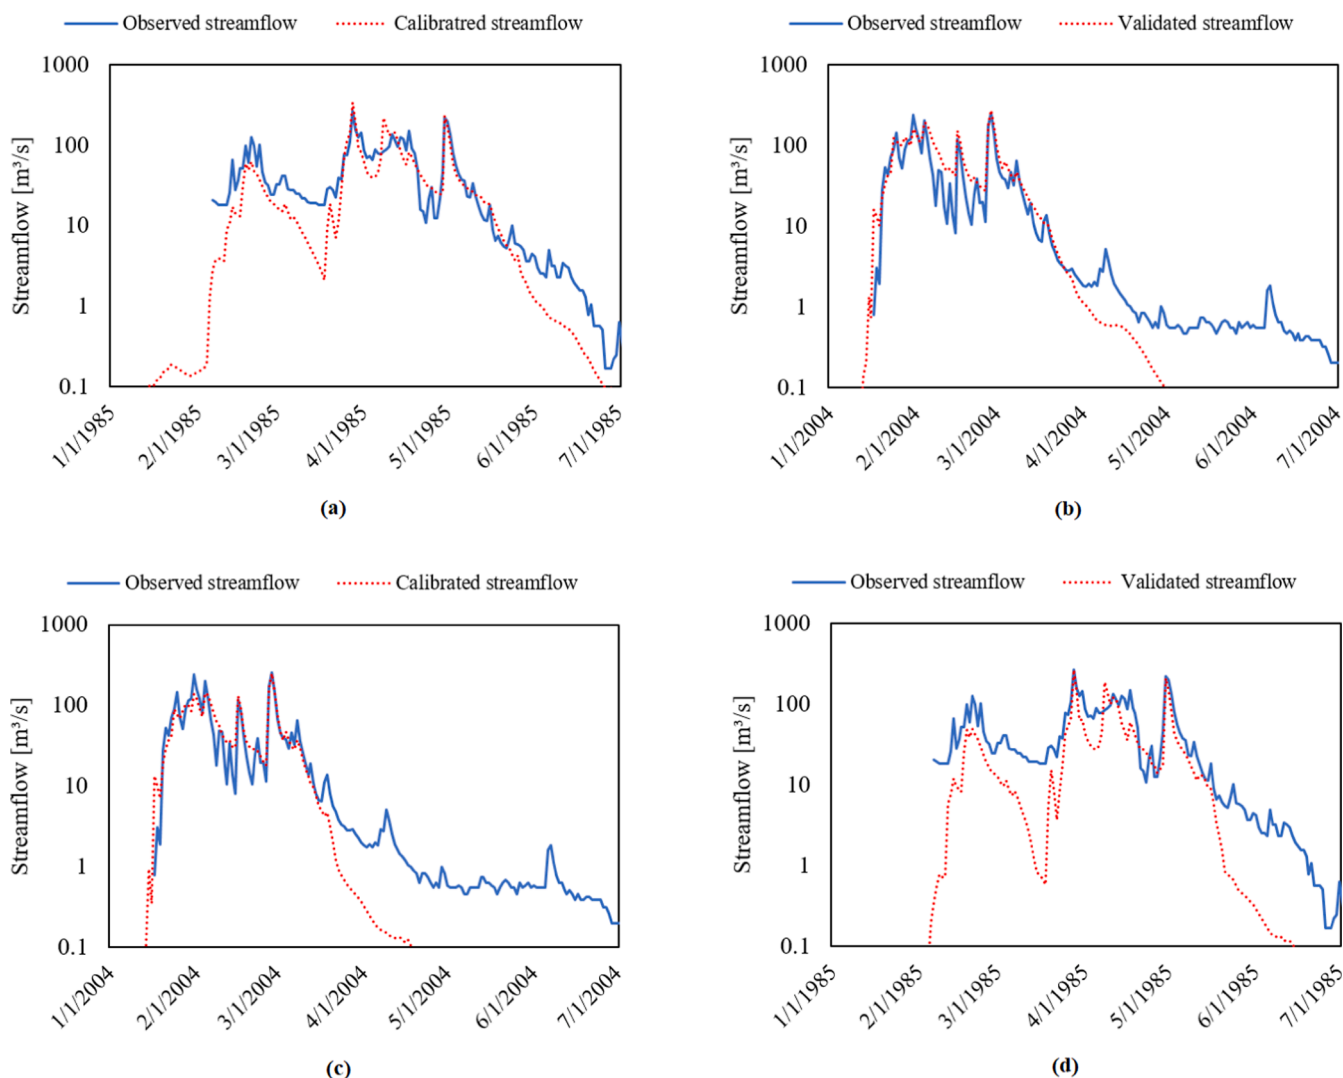 Observed streamflow Calibratred streamflow
Streamflow [m³/s]
1000
100
10
1
0.1
1/1/1985 2/1/1985 3/1/1985 4/1/1985 5/1/1985 6/1/1985 7/1/1985
(a)
Observed streamflow Validated streamflow
Streamflow [m³/s]
1000
100
10
1
0.1
1/1/2004 2/1/2004 3/1/2004 4/1/2004 5/1/2004 6/1/2004 7/1/2004
(b)
Observed streamflow Calibrated streamflow
Streamflow [m³/s]
1000
100
10
1
0.1
1/1/2004 2/1/2004 3/1/2004 4/1/2004 5/1/2004 6/1/2004 7/1/2004
(c)
Observed streamflow Validated streamflow
Streamflow [m³/s]
1000
100
10
1
0.1
1/1/1985 2/1/1985 3/1/1985 4/1/1985 5/1/1985 6/1/1985 7/1/1985
(d)